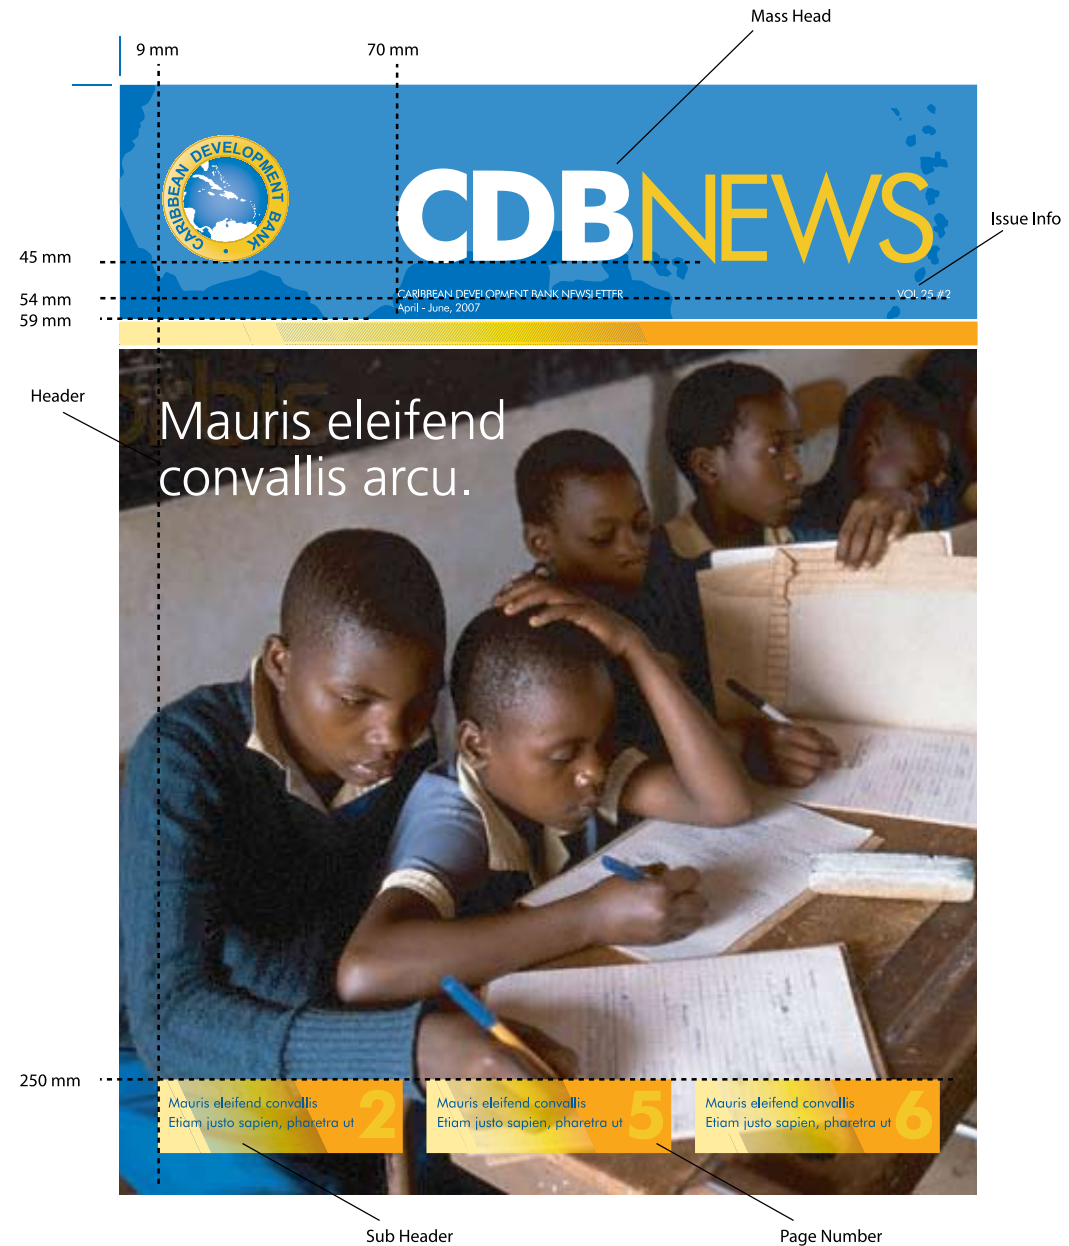 Mass Head
9 mm
70 mm
CARIBBEAN DEVELOPMENT BANK
CDBNEWS
Issue Info
45 mm
54 mm
CARIBBEAN DEVELOPMENT BANK NEWSLETTER
VOL 25 #2
April - June, 2007
59 mm
Header
Mauris eleifend
convallis arcu.
250 mm
Mauris eleifend convallis
Etiam justo sapien, pharetra ut
2
Mauris eleifend convallis
Etiam justo sapien, pharetra ut
5
Mauris eleifend convallis
Etiam justo sapien, pharetra ut
6
Sub Header
Page Number